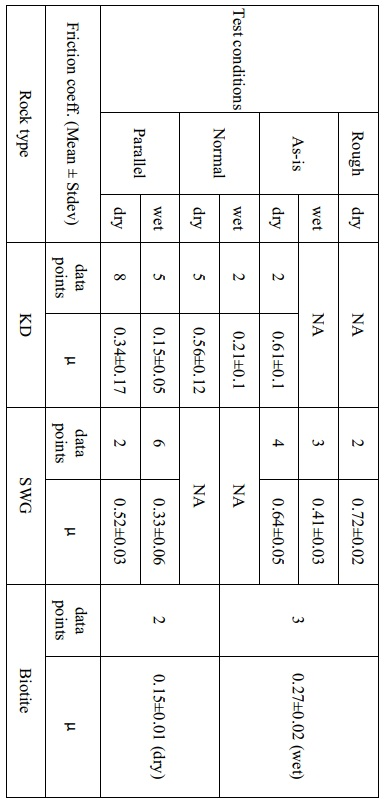 Test conditions
Rough dry NA 2 0.72±0.02
As-is wet NA 3 0.41±0.03
dry 2 0.61±0.1 4 0.64±0.05
3 0.27±0.02 (wet)
Normal wet 2 0.21±0.1 NA
dry 5 0.56±0.12 NA
Parallel wet 5 0.15±0.05 6 0.33±0.06
dry 8 0.34±0.17 2 0.52±0.03
2 0.15±0.01 (dry)
Friction coeff. (Mean ± Stdev) data points μ data points μ data points μ
Rock type KD SWG Biotite